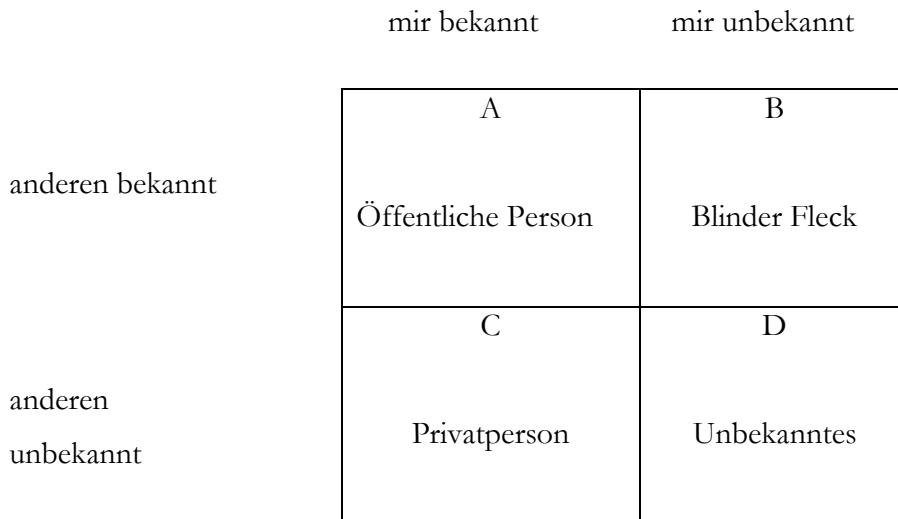 mir bekannt mir unbekannt
A B
anderen bekannt
Öffentliche Person Blinder Fleck
C D
anderen
unbekannt
Privatperson Unbekanntes